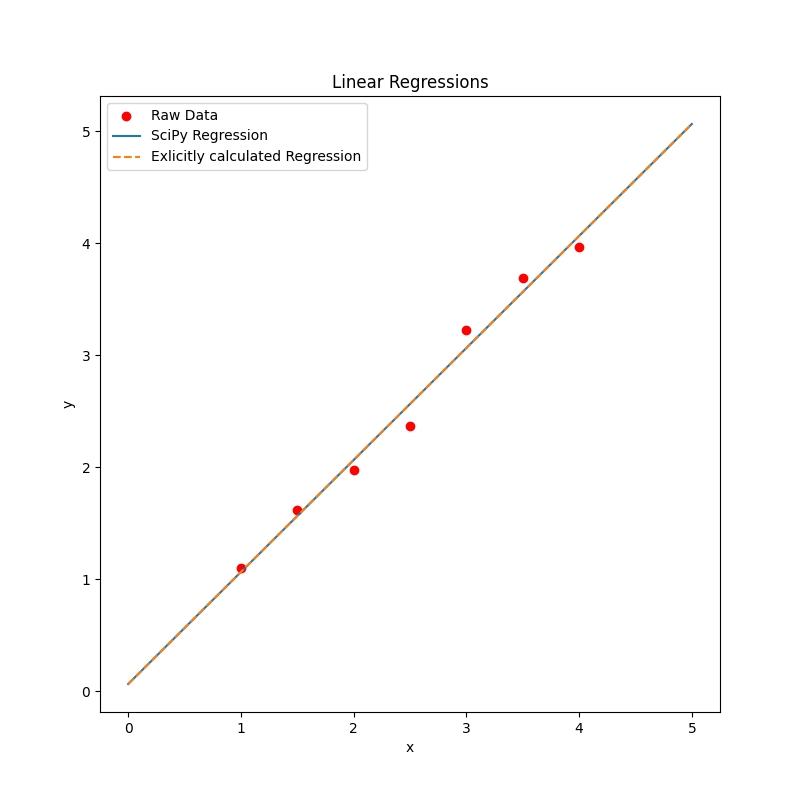 Linear Regressions
Raw Data
SciPy Regression
Exlicitly calculated Regression
5
4
3
2
1
0
y
0 1 2 3 4 5
x